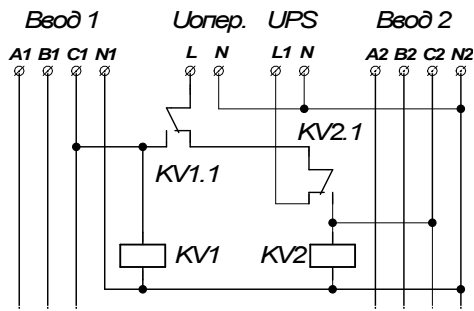 Ввод 1 Uопер. UPS Ввод 2
A1 B1 C1 N1 L N L1 N A2 B2 C2 N2
KV2.1
KV1.1
KV1 KV2